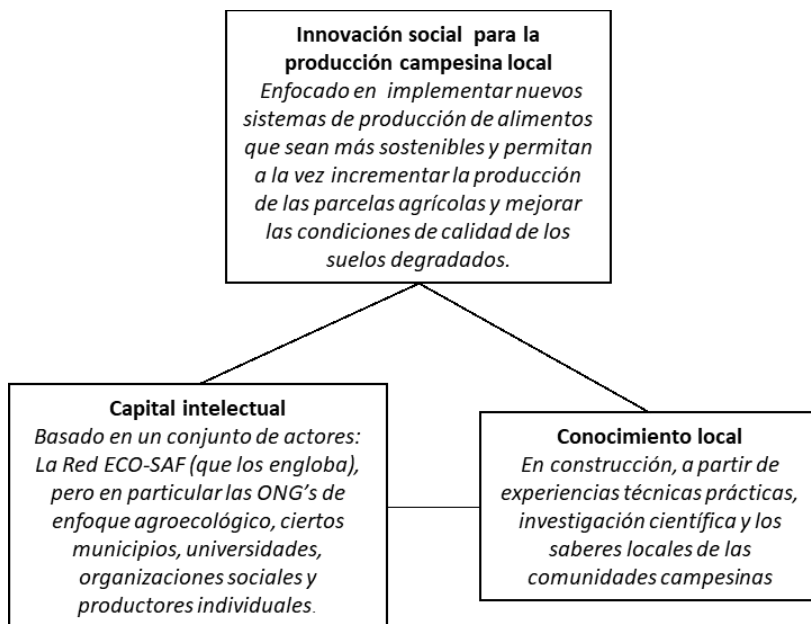 Innovación social para la
producción campesina local
Enfocado en implementar nuevos
sistemas de producción de alimentos
que sean más sostenibles y permitan
a la vez incrementar la producción
de las parcelas agrícolas y mejorar
las condiciones de calidad de los
suelos degradados.
Capital intelectual
Basado en un conjunto de actores:
La Red ECO-SAF (que los engloba),
pero en particular las ONG’s de
enfoque agroecológico, ciertos
municipios, universidades,
organizaciones sociales y
productores individuales.
Conocimiento local
En construcción, a partir de
experiencias técnicas prácticas,
investigación científica y los
saberes locales de las
comunidades campesinas